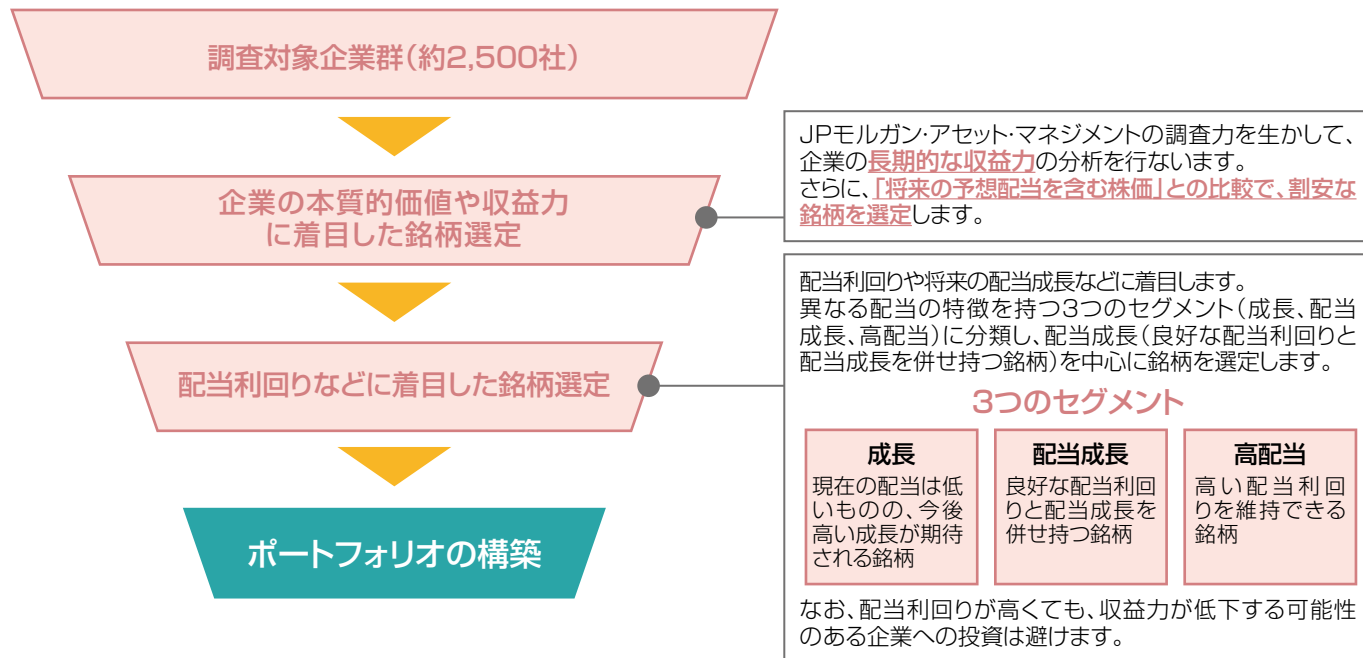 調査対象企業群（約2,500社）
企業の本質的価値や収益力
に着目した銘柄選定
JPモルガン・アセット・マネジメントの調査力を生かして、
企業の長期的な収益力の分析を行ないます。
さらに、「将来の予想配当を含む株価」との比較で、割安な
銘柄を選定します。
配当利回りなどに着目した銘柄選定
配当利回りや将来の配当成長などに着目します。
異なる配当の特徴を持つ3つのセグメント（成長、配当
成長、高配当）に分類し、配当成長（良好な配当利回りと
配当成長を併せ持つ銘柄）を中心に銘柄を選定します。
3つのセグメント
成長
現在の配当は低
いものの、今後
高い成長が期待
される銘柄
配当成長
良好な配当利回
りと配当成長を
併せ持つ銘柄
高配当
高い配当利回
りを維持できる
銘柄
なお、配当利回りが高くても、収益力が低下する可能性
のある企業への投資は避けます。
ポートフォリオの構築